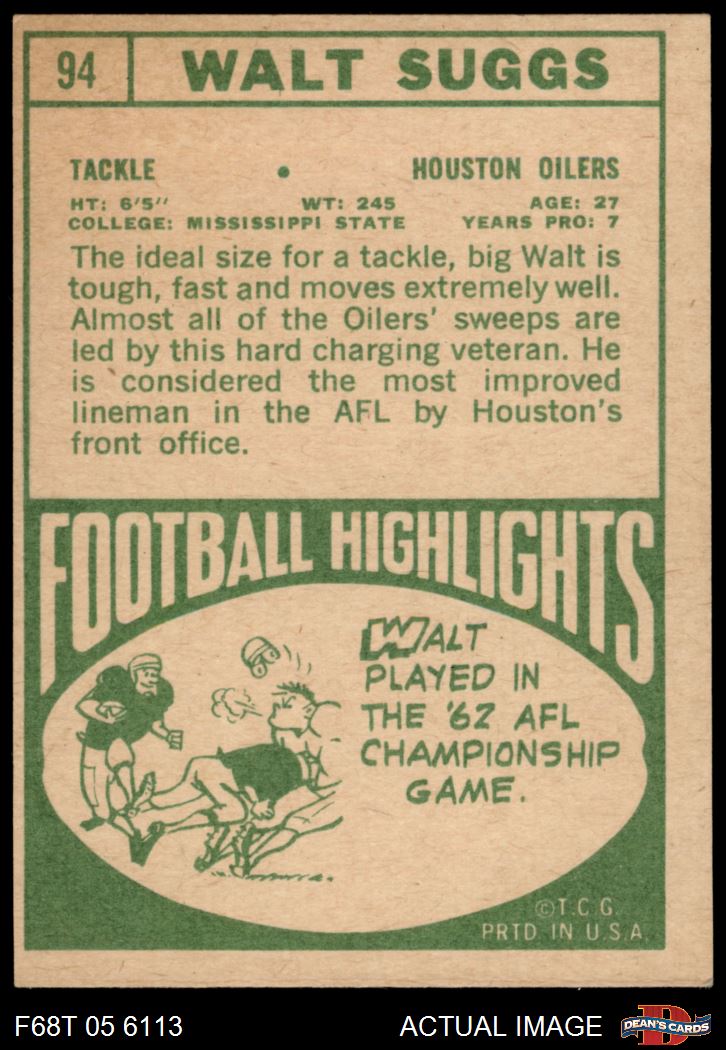 94 WALT SUGGS
TACKLE • HOUSTON OILERS
HT: 6'5" WT: 245 AGE: 27
COLLEGE: MISSISSIPPI STATE YEARS PRO: 7
The ideal size for a tackle, big Walt is
tough, fast and moves extremely well.
Almost all of the Oilers' sweeps are
led by this hard charging veteran. He
is considered the most improved
lineman in the AFL by Houston's
front office.
FOOTBALL HIGHLIGHTS
WALT
PLAYED IN
THE '62 AFL
CHAMPIONSHIP
GAME.
©T.C.G.
PRTD. IN U.S.A.
F68T 05 6113 ACTUAL IMAGE
D
DEAN'S CARDS